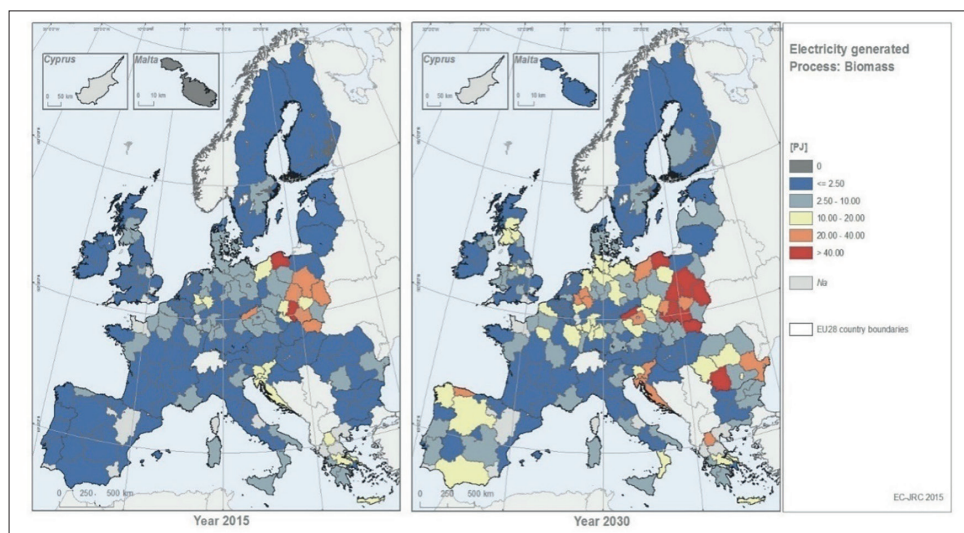 Cyprus
0 50 km
Malta
0 10 km
0 250 500 km
Year 2015
Cyprus
0 50 km
Malta
0 10 km
0 250 500 km
Year 2030
Electricity generated
Process: Biomass
[PJ]
0
<= 2.50
2.50 - 10.00
10.00 - 20.00
20.00 - 40.00
> 40.00
Na
EU28 country boundaries
EC-JRC 2015